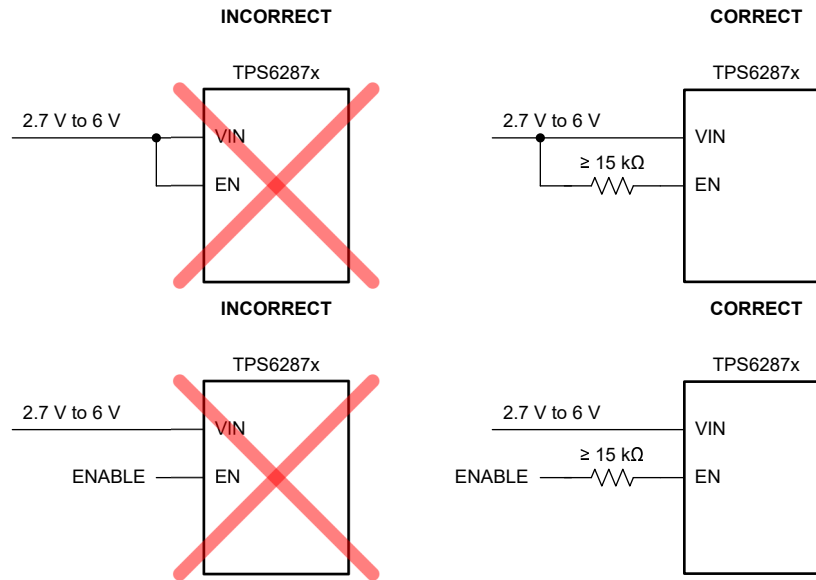 INCORRECT
CORRECT
TPS6287x
TPS6287x
2.7 V to 6 V
VIN
EN
2.7 V to 6 V
≥ 15 kΩ
VIN
EN
INCORRECT
CORRECT
TPS6287x
TPS6287x
2.7 V to 6 V
VIN
ENABLE
EN
2.7 V to 6 V
VIN
≥ 15 kΩ
ENABLE
EN